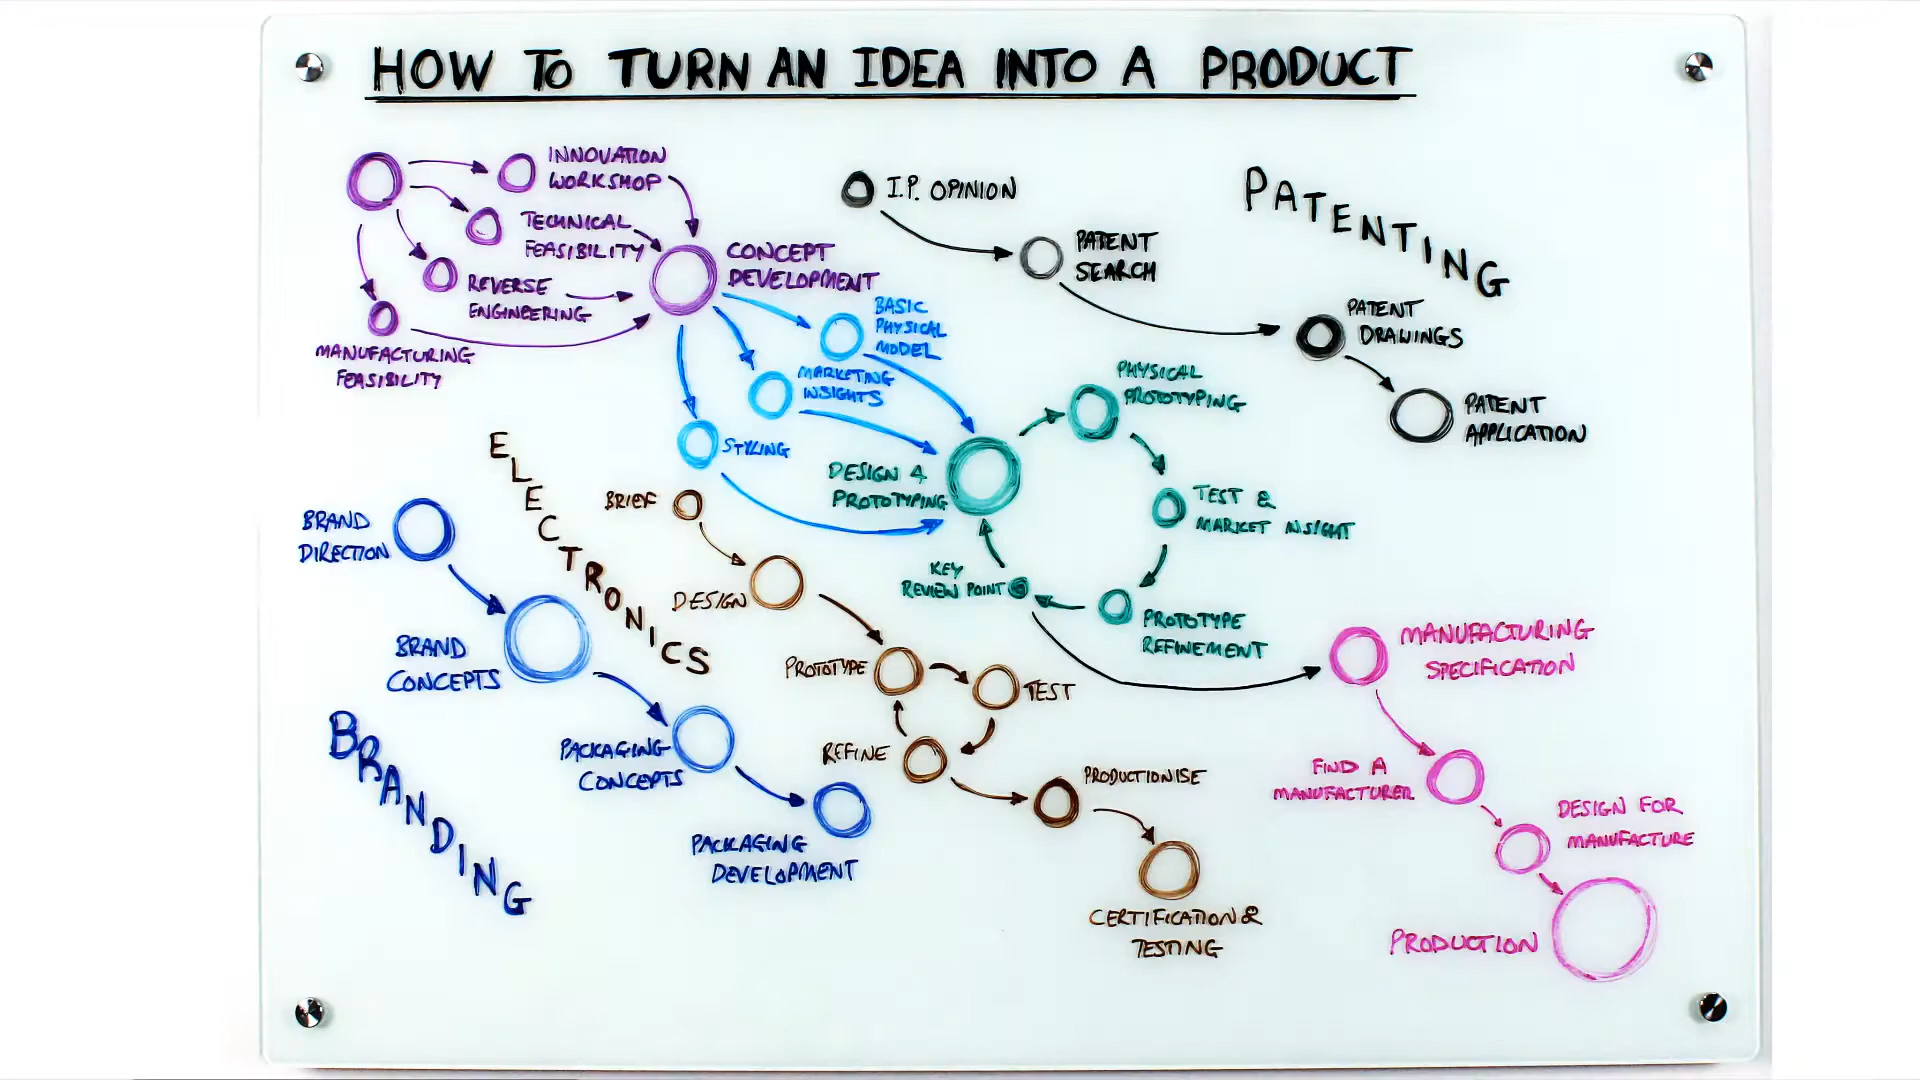 HOW TO TURN AN IDEA INTO A PRODUCT
INNOVATION
WORKSHOP
TECHNICAL
FEASIBILITY
REVERSE
ENGINEERING
MANUFACTURING
FEASIBILITY
CONCEPT
DEVELOPMENT
BASIC
PHYSICAL
MODEL
MARKETING
INSIGHTS
STYLING
I.P. OPINION
PATENT
SEARCH
PATENT
DRAWINGS
PATENT
APPLICATION
PATENTING
DESIGN &
PROTOTYPING
PHYSICAL
PROTOTYPING
TEST &
MARKET INSIGHT
PROTOTYPE
REFINEMENT
KEY
REVIEW POINT
ELECTRONICS
BRIEF
DESIGN
PROTOTYPE
TEST
REFINE
PRODUCTIONISE
CERTIFICATION &
TESTING
BRAND
DIRECTION
BRAND
CONCEPTS
PACKAGING
CONCEPTS
PACKAGING
DEVELOPMENT
BRANDING
MANUFACTURING
SPECIFICATION
FIND A
MANUFACTURER
DESIGN FOR
MANUFACTURE
PRODUCTION